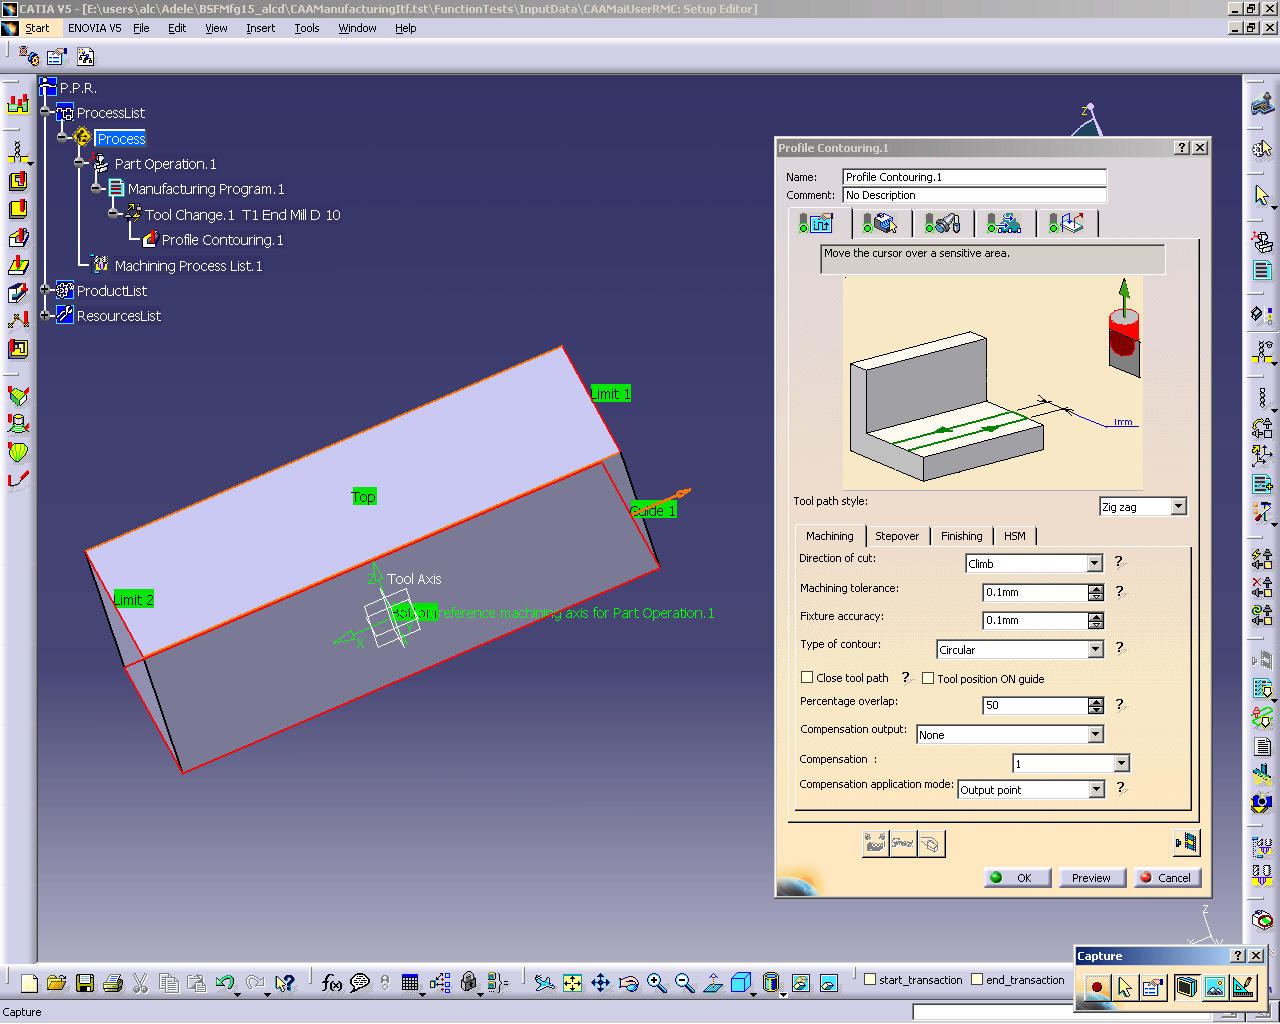 CATIA V5 - [E:\users\alc\Adele\BSFMfg15_alcd\CAAManufacturingItf.tst\FunctionTests\InputData\CAAMaiUserRMC: Setup Editor]
Start ENOVIA V5 File Edit View Insert Tools Window Help
P.P.R.
ProcessList
Process
Part Operation.1
Manufacturing Program.1
Tool Change.1 T1 End Mill D 10
Profile Contouring.1
Machining Process List.1
ProductList
ResourcesList
Z
Limit 1
Top
Guide 1
Limit 2
Z
Tool Axis
reference machining axis for Part Operation.1
X
Profile Contouring.1
Name: Profile Contouring.1
Comment: No Description
Move the cursor over a sensitive area.
1mm
Tool path style: Zig zag
Machining Stepover Finishing HSM
Direction of cut: Climb ?
Machining tolerance: 0.1mm ?
Fixture accuracy: 0.1mm
Type of contour: Circular ?
Close tool path ? Tool position ON guide
Percentage overlap: 50 ?
Compensation output: None
Compensation : 1
Compensation application mode: Output point ?
OK Preview Cancel
Z
Capture
start_transaction end_transaction
Capture